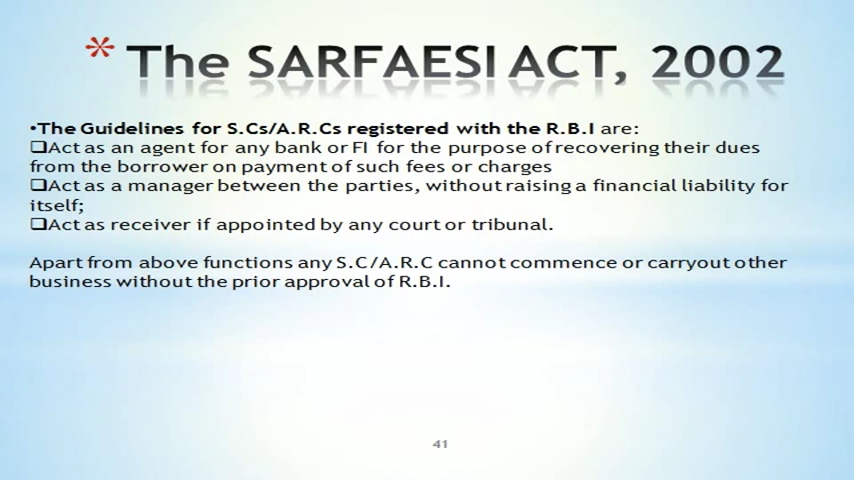 * The SARFAESI ACT, 2002
•The Guidelines for S.Cs/A.R.Cs registered with the R.B.I are:
❑Act as an agent for any bank or FI for the purpose of recovering their dues
from the borrower on payment of such fees or charges
❑Act as a manager between the parties, without raising a financial liability for
itself;
❑Act as receiver if appointed by any court or tribunal.
Apart from above functions any S.C/A.R.C cannot commence or carryout other
business without the prior approval of R.B.I.
41